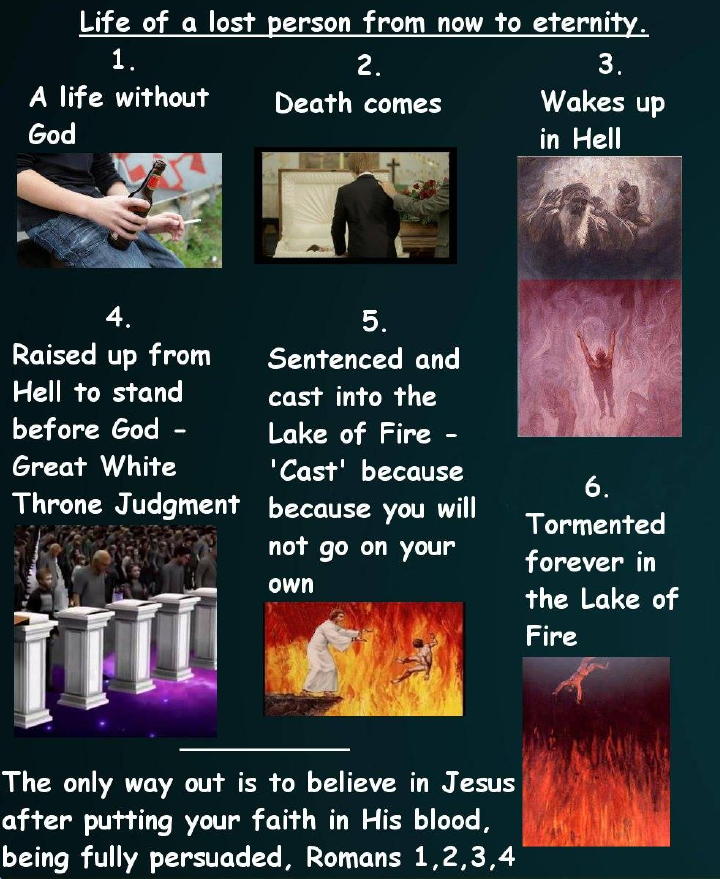 Life of a lost person from now to eternity.
1.
A life without
God
2.
Death comes
3.
Wakes up
in Hell
4.
Raised up from
Hell to stand
before God -
Great White
Throne Judgment
5.
Sentenced and
cast into the
Lake of Fire -
'Cast' because
because you will
not go on your
own
6.
Tormented
forever in
the Lake of
Fire
The only way out is to believe in Jesus
after putting your faith in His blood,
being fully persuaded, Romans 1,2,3,4